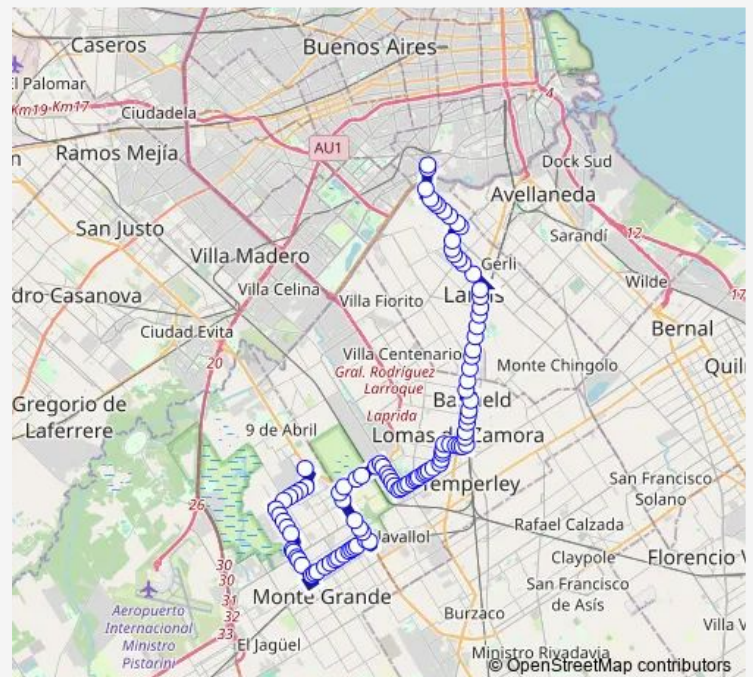 Caseros
Buenos Aires
El Palomar
Km19-Km17
Ciudadela
4
AU1
Ramos Mejía
Dock Sud
Avellaneda
San Justo
Sarandí
12
Villa Madero
Gerli
Wilde
17
Villa Celina
dro Casanova
Villa Fiorito
Ciudad Evita
Bernal
Villa Centenario
20
Gral. Rodríguez
Larroque
Monte Chingolo
Quil
Laprida
Gregorio de
Laferrere
9 de Abril
Lomas de Zamora
Temperley
San Francisco
Solano
26
Rafael Calzada
Claypole
Florencio V
30
30
31
32
33
Monte Grande
San Francisco
de Asís
Aeropuerto
Internacional
Ministro
Pistarini
Burzaco
Villa V
El Jagüel
Ministro Rivadavia
© OpenStreetMap contributors